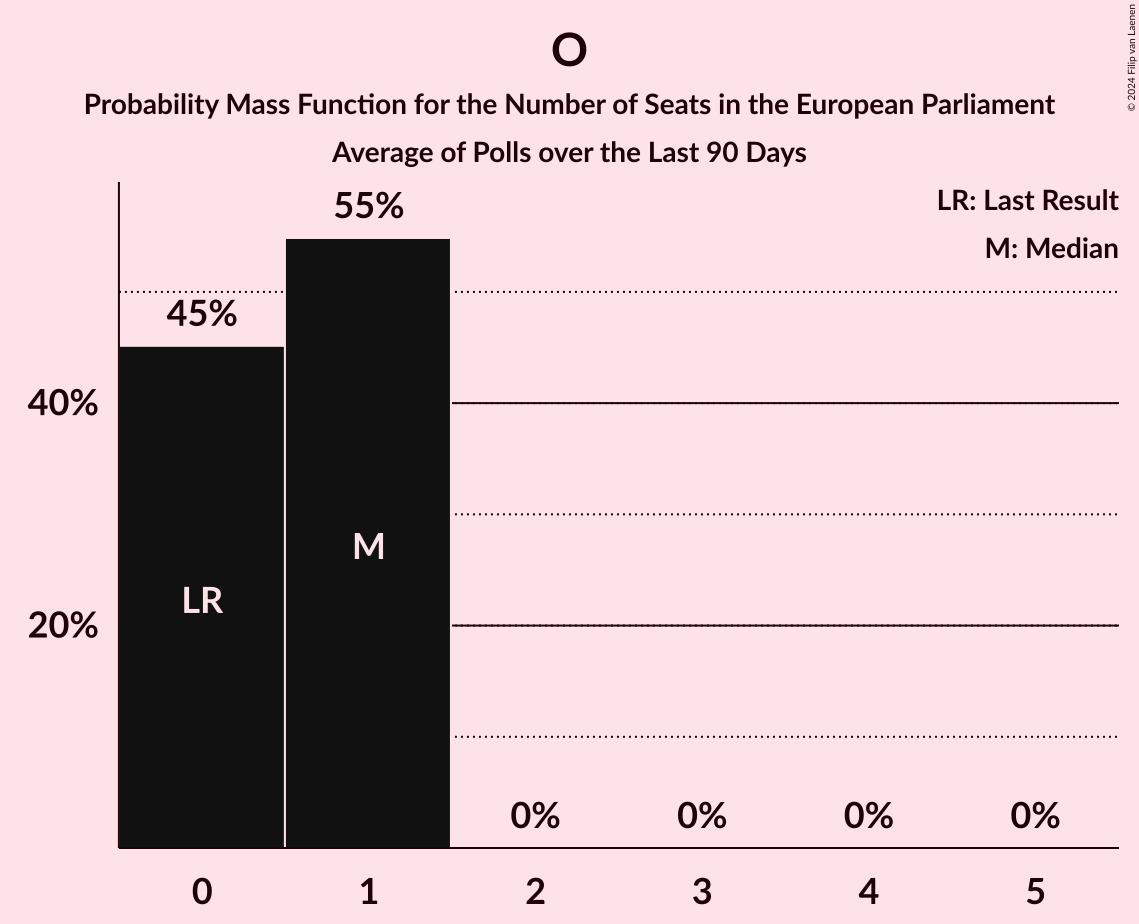 O
Probability Mass Function for the Number of Seats in the European Parliament
Average of Polls over the Last 90 Days
© 2024 Filip van Laenen
LR: Last Result
M: Median
55%
45%
40%
20%
M
LR
0% 0% 0% 0%
0 1 2 3 4 5